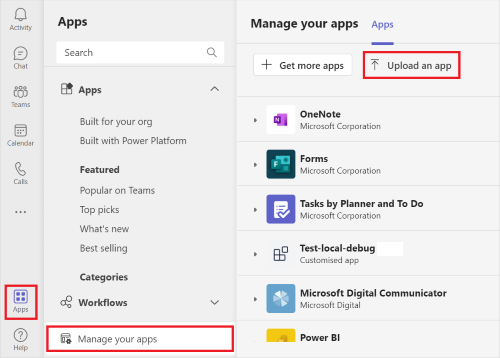 Activity
Chat
Teams
Calendar
Calls
Apps
Help
Apps
Search
Apps
Built for your org
Built with Power Platform
Featured
Popular on Teams
Top picks
What's new
Best selling
Categories
Workflows
Manage your apps
Manage your apps Apps
Get more apps Upload an app
OneNote
Microsoft Corporation
Forms
Microsoft Corporation
Tasks by Planner and To Do
Microsoft Corporation
Test-local-debug
Customised app
Microsoft Digital Communicator
Microsoft Digital
Power BI